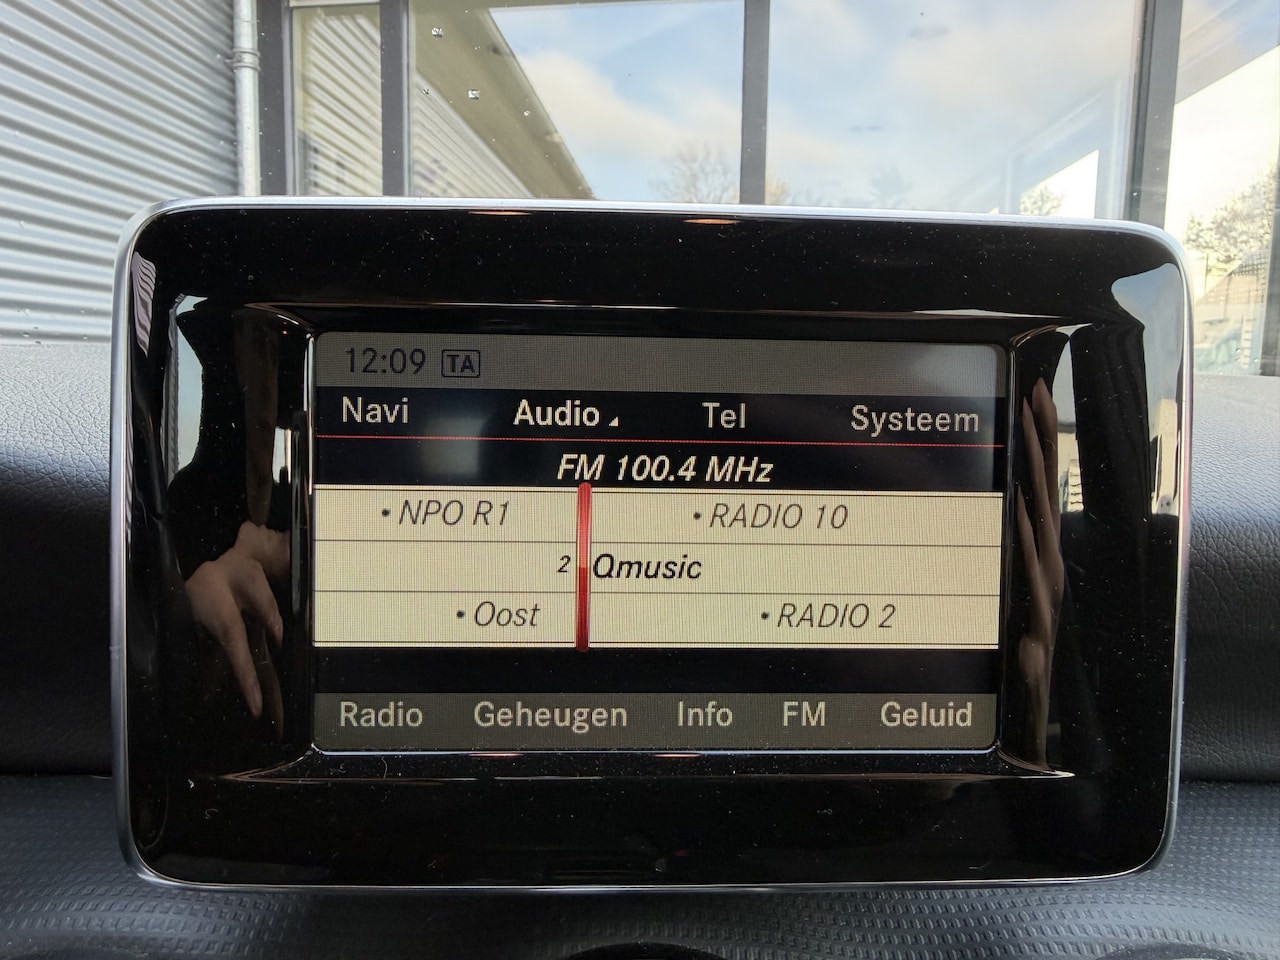 12:09 TA
Navi Audio Tel Systeem
FM 100.4 MHz
• NPO R1 • RADIO 10
2 Qmusic
• Oost • RADIO 2
Radio Geheugen Info FM Geluid